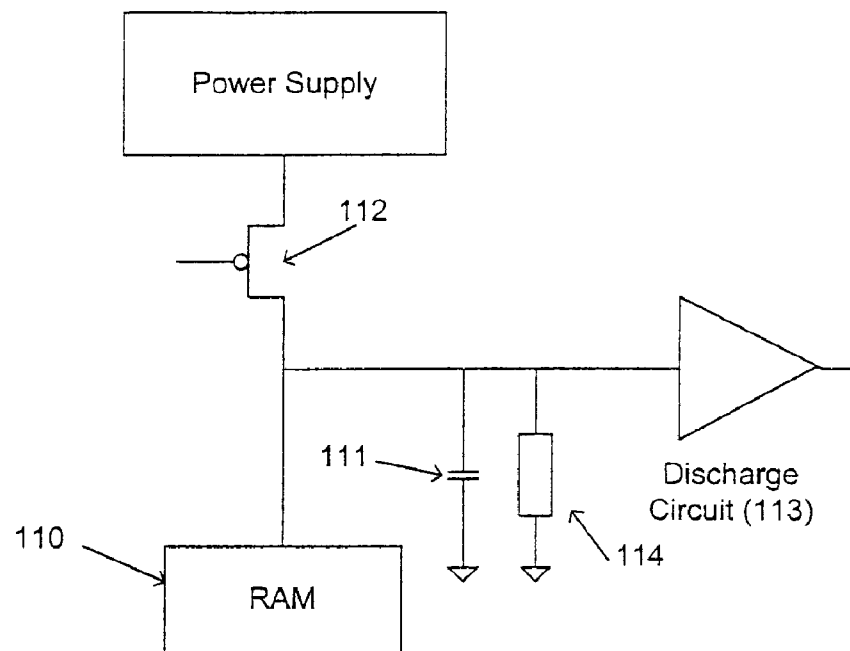 Power Supply
112
111
Discharge
Circuit (113)
114
110
RAM